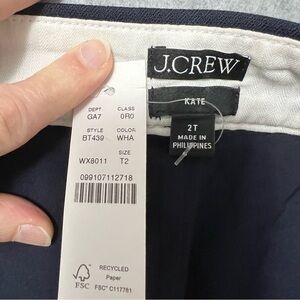 J.CREW
KATE
2T
MADE IN
PHILIPPINES
DEPT CLASS
GA7 0R0
STYLE COLOR
BT439 WHA
SIZE
WX8011 T2
099107112718
RECYCLED
Paper
FSC FSC® C117781